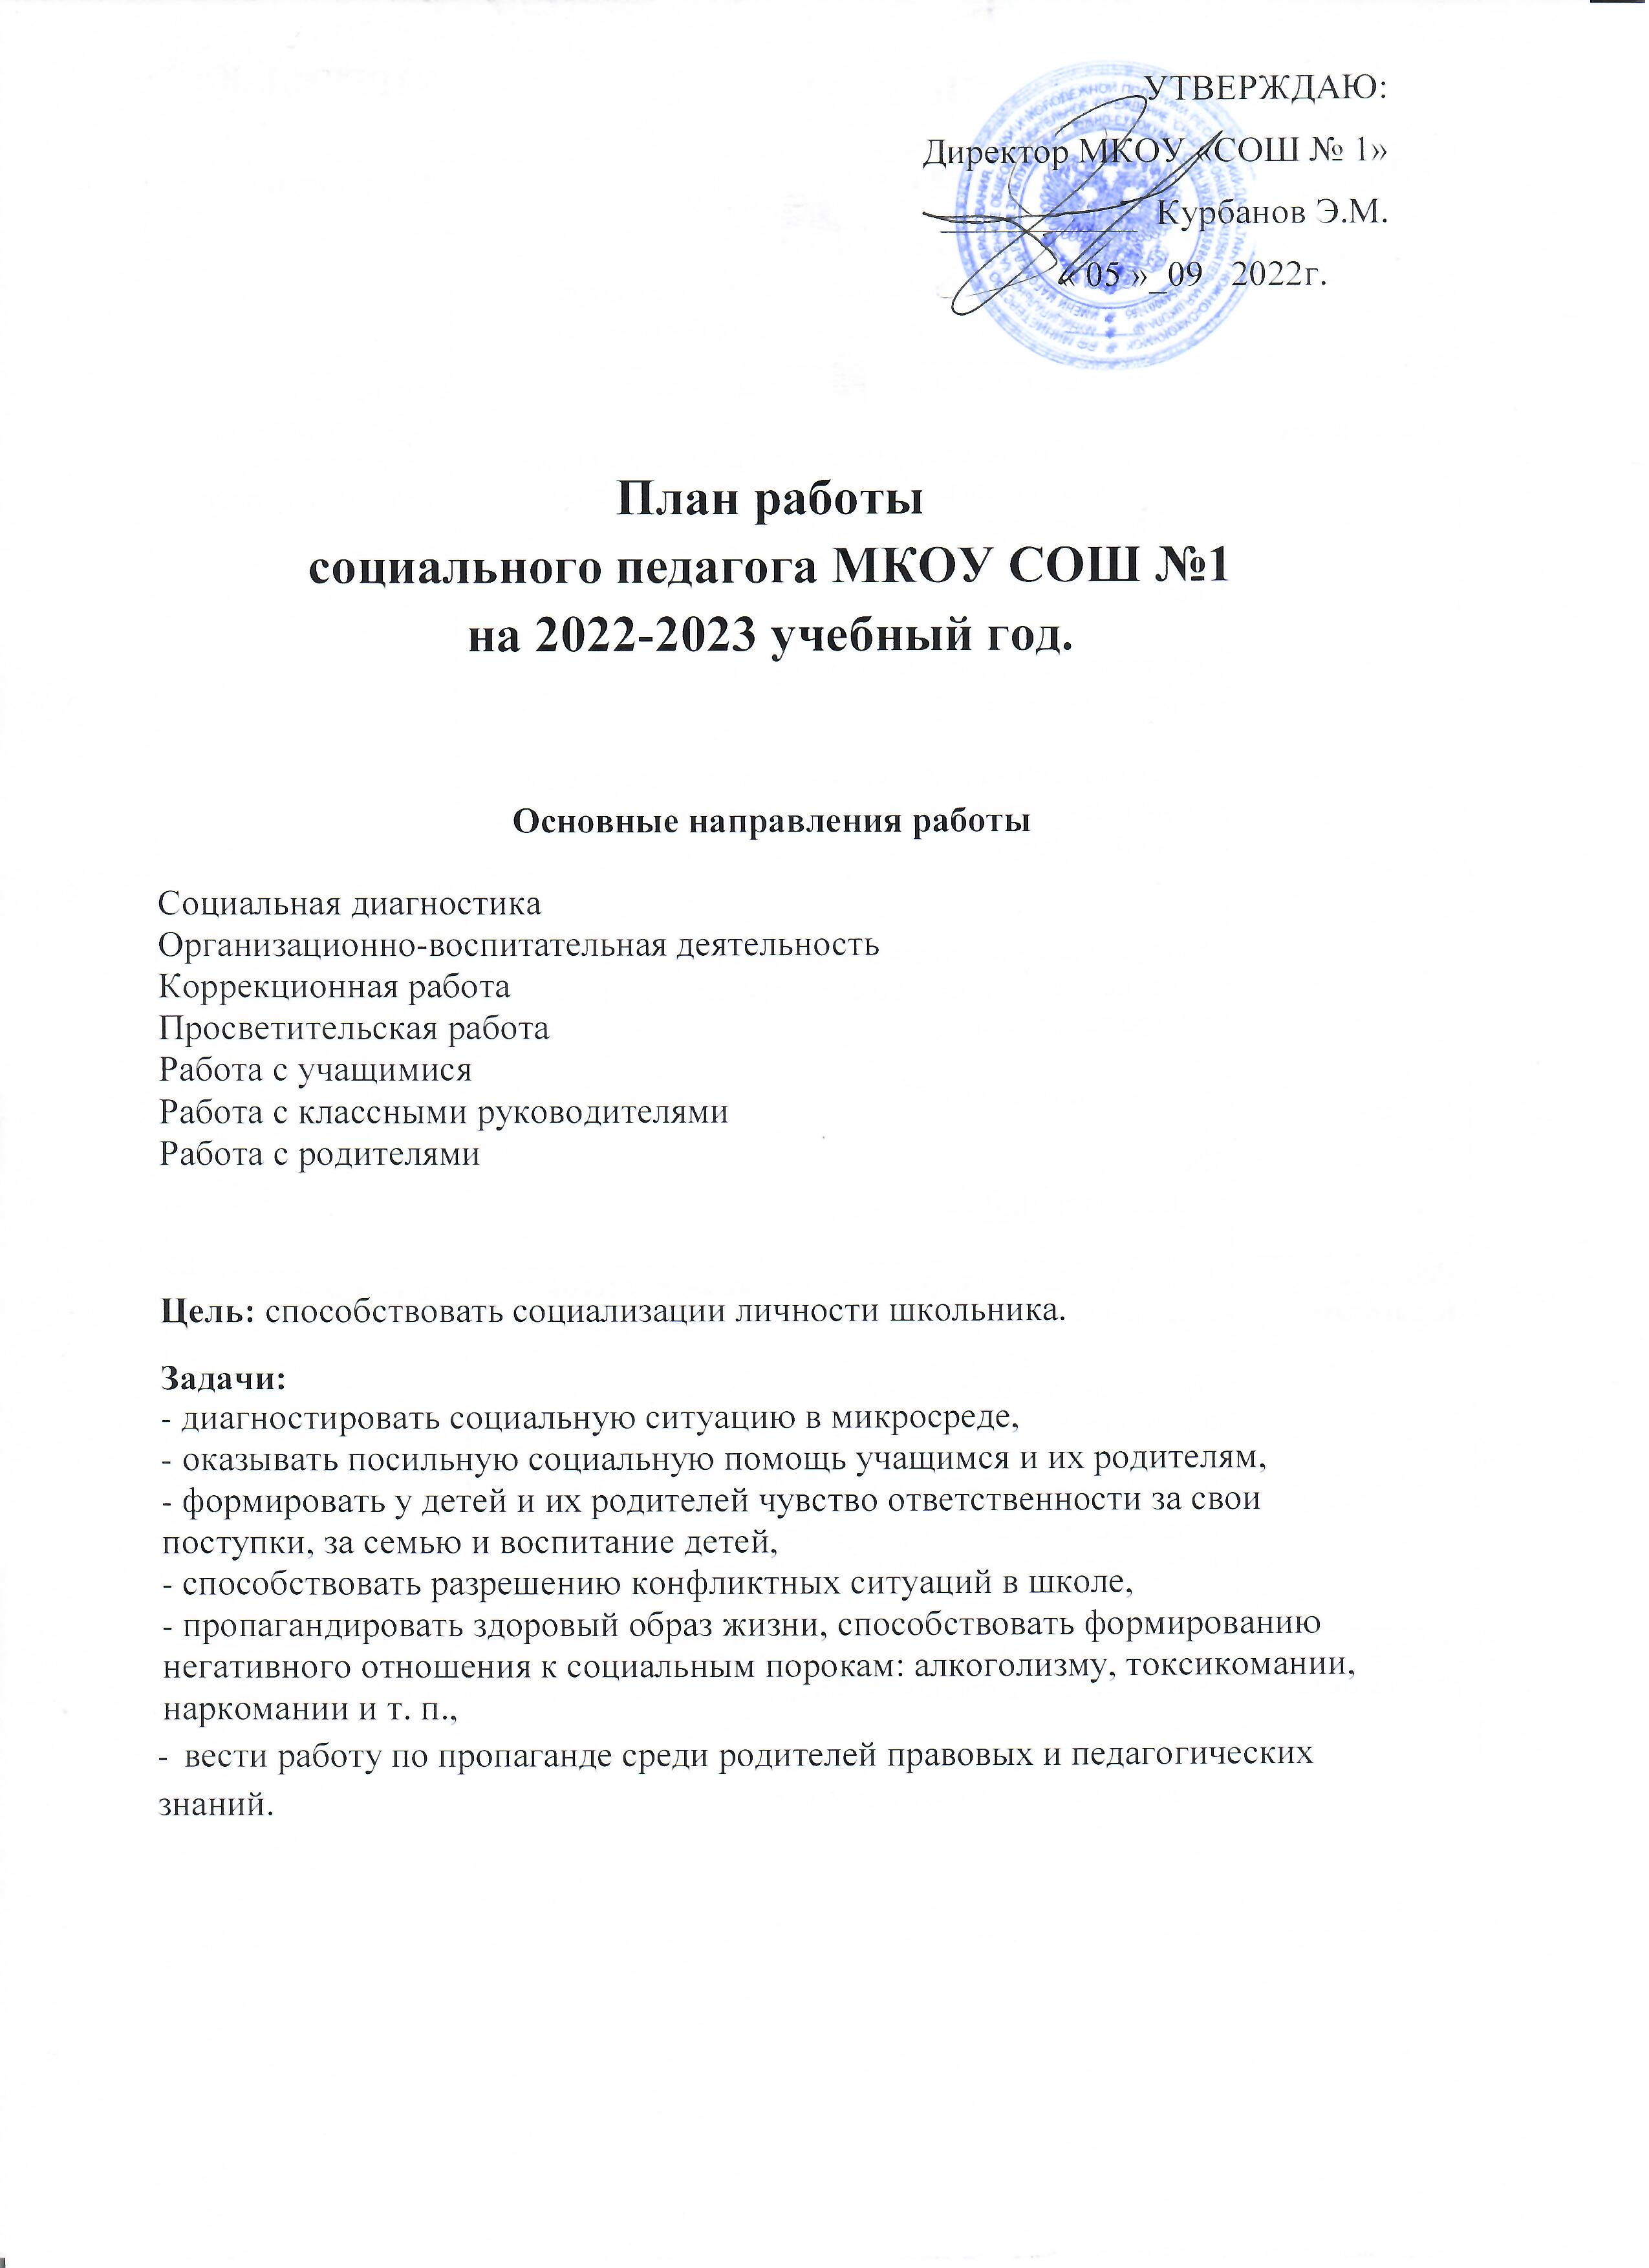 УТВЕРЖДАЮ:
Директор МКОУ «СОШ № 1»
Курбанов Э.М.
« 05 »_09 2022г.
План работы
социального педагога МКОУ СОШ №1
на 2022-2023 учебный год.
Основные направления работы
Социальная диагностика
Организационно-воспитательная деятельность
Коррекционная работа
Просветительская работа
Работа с учащимися
Работа с классными руководителями
Работа с родителями
Цель: способствовать социализации личности школьника.
Задачи:
- диагностировать социальную ситуацию в микросреде,
- оказывать посильную социальную помощь учащимся и их родителям,
- формировать у детей и их родителей чувство ответственности за свои
поступки, за семью и воспитание детей,
- способствовать разрешению конфликтных ситуаций в школе,
- пропагандировать здоровый образ жизни, способствовать формированию
негативного отношения к социальным порокам: алкоголизму, токсикомании,
наркомании и т. п.,
- вести работу по пропаганде среди родителей правовых и педагогических
знаний.